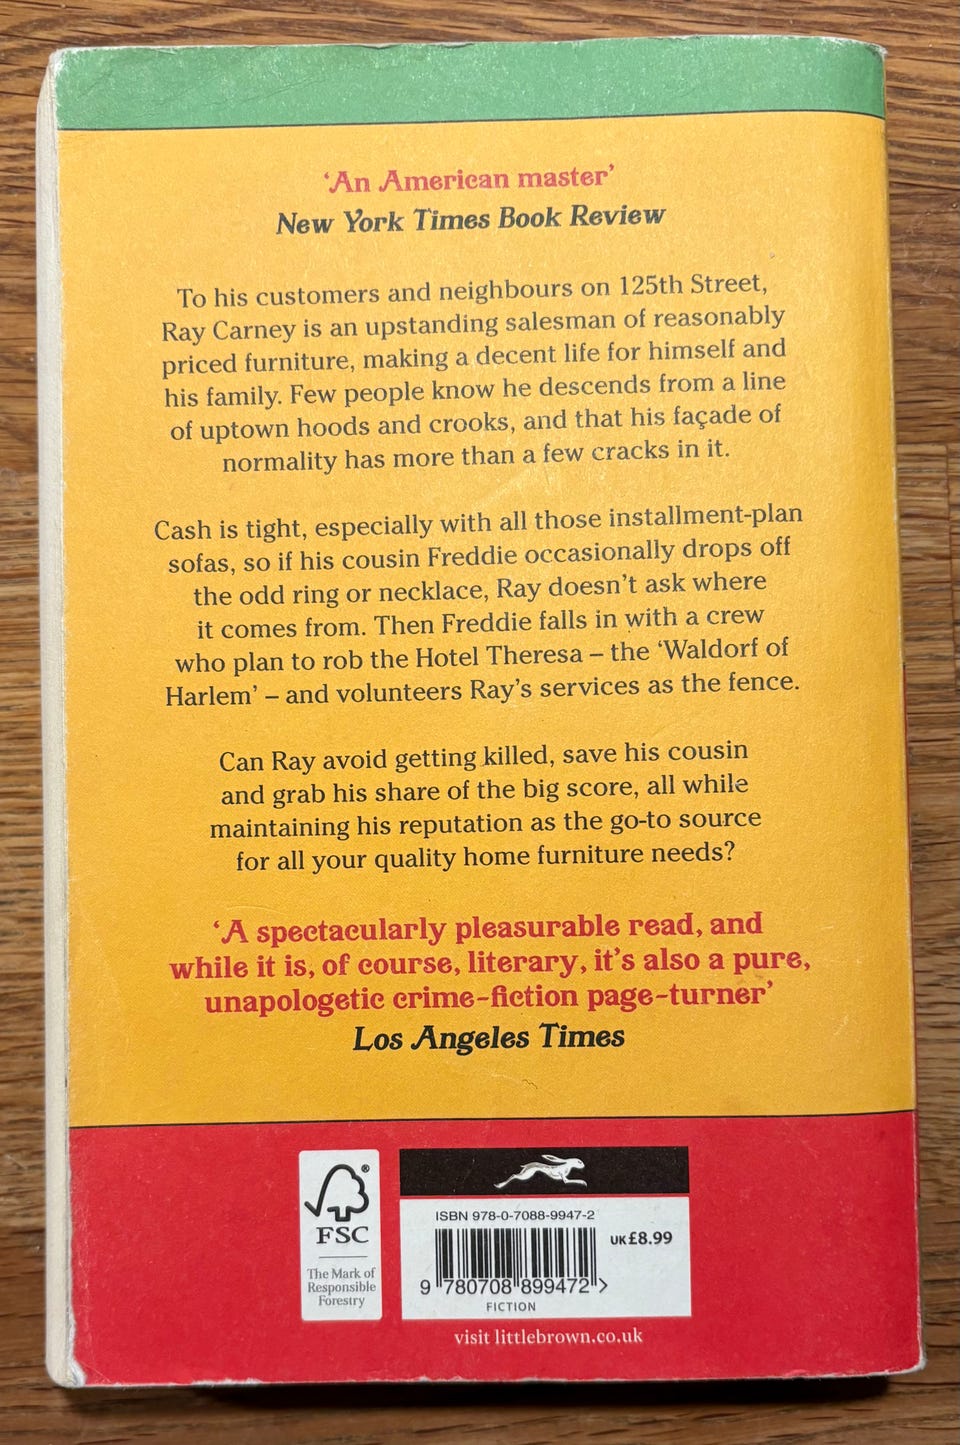 ‘An American master’
New York Times Book Review
To his customers and neighbours on 125th Street,
Ray Carney is an upstanding salesman of reasonably
priced furniture, making a decent life for himself and
his family. Few people know he descends from a line
of uptown hoods and crooks, and that his façade of
normality has more than a few cracks in it.
Cash is tight, especially with all those installment-plan
sofas, so if his cousin Freddie occasionally drops off
the odd ring or necklace, Ray doesn’t ask where
it comes from. Then Freddie falls in with a crew
who plan to rob the Hotel Theresa – the ‘Waldorf of
Harlem’ – and volunteers Ray’s services as the fence.
Can Ray avoid getting killed, save his cousin
and grab his share of the big score, all while
maintaining his reputation as the go-to source
for all your quality home furniture needs?
‘A spectacularly pleasurable read, and
while it is, of course, literary, it’s also a pure,
unapologetic crime-fiction page-turner’
Los Angeles Times
®
FSC
The Mark of
Responsible
Forestry
ISBN 978-0-7088-9947-2
UK £8.99
9 780708 899472 >
FICTION
visit littlebrown.co.uk